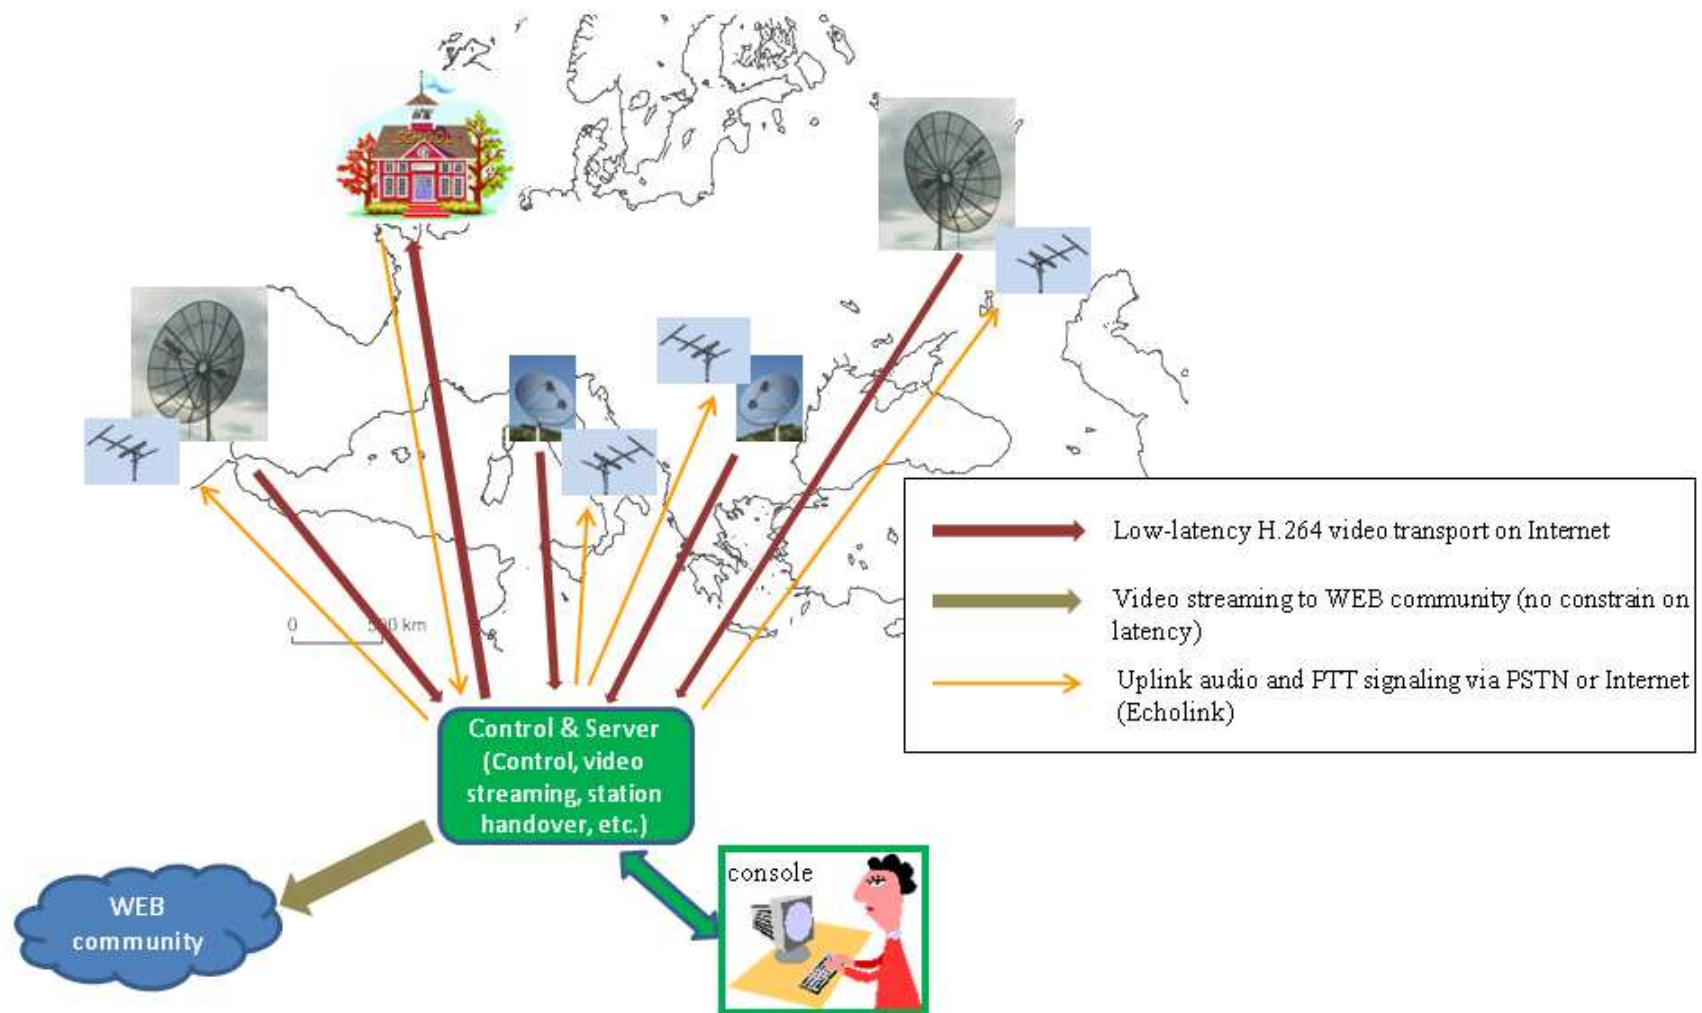 SCHOOL
0
500 km
Low-latency H.264 video transport on Internet
Video streaming to WEB community (no constrain on
latency)
Uplink audio and PTT signaling via PSTN or Internet
(Echolink)
Control & Server
(Control, video
streaming, station
handover, etc.)
console
WEB
community